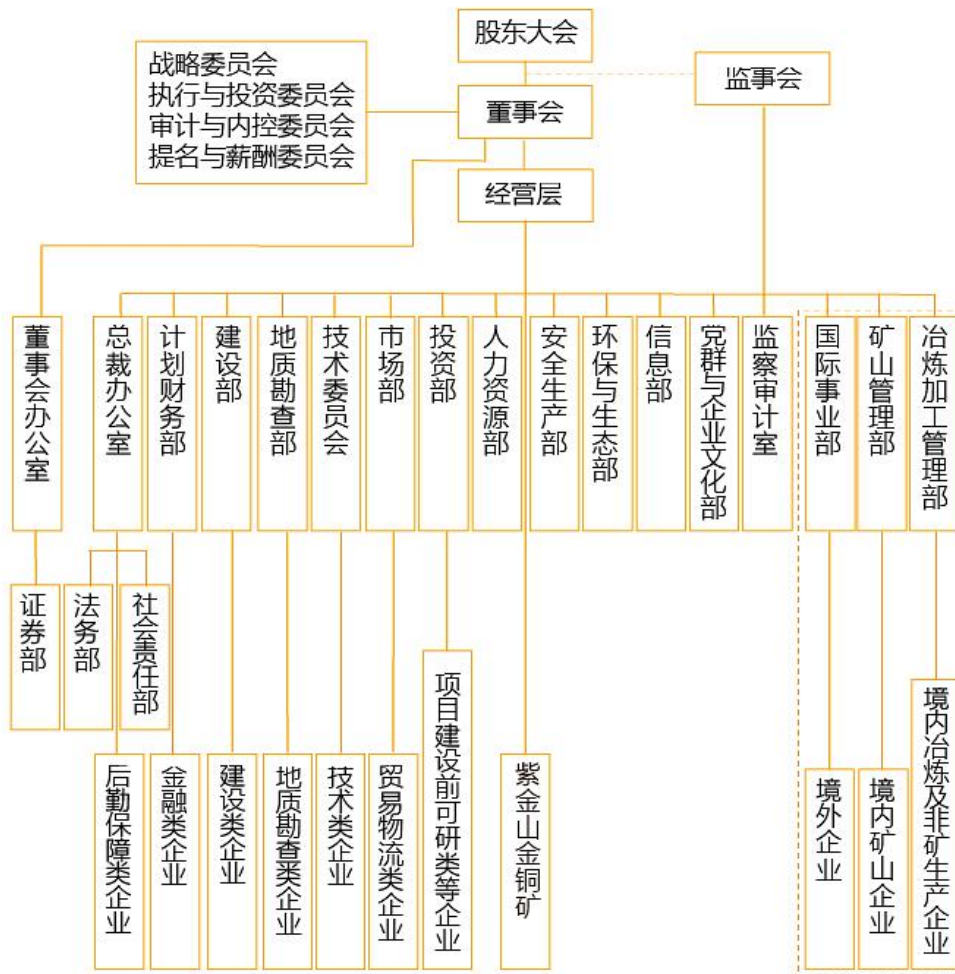 股东大会
战略委员会
执行与投资委员会
审计与内控委员会
提名与薪酬委员会
监事会
董事会
经营层
董事会办公室
总裁办公室
计划财务部
建设部
地质勘查部
技术委员会
市场部
投资部
人力资源部
安全生产部
环保与生态部
信息部
党群与企业文化部
监察审计室
国际事业部
矿山管理部
冶炼加工管理部
证券部
法务部
社会责任部
后勤保障类企业
金融类企业
建设类企业
地质勘查类企业
技术类企业
贸易物流类企业
项目建设前可研类等企业
紫金山金铜矿
境外企业
境内矿山企业
境内冶炼及非矿生产企业